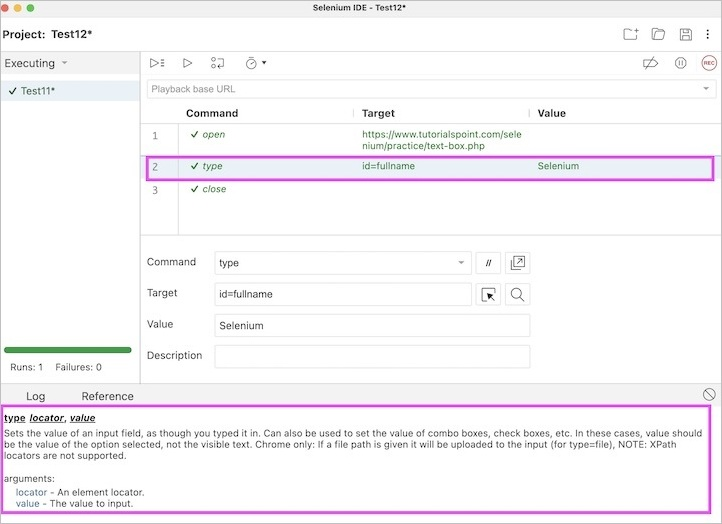 Selenium IDE - Test12*
Project: Test12*
Executing
✓ Test11*
REC
Playback base URL
Command Target Value
1 ✓ open https://www.tutorialspoint.com/sele
nium/practice/text-box.php
2 ✓ type id=fullname Selenium
3 ✓ close
Command type //
Target id=fullname
Value Selenium
Description
Runs: 1 Failures: 0
Log Reference
type locator, value
Sets the value of an input field, as though you typed it in. Can also be used to set the value of combo boxes, check boxes, etc. In these cases, value should
be the value of the option selected, not the visible text. Chrome only: If a file path is given it will be uploaded to the input (for type=file), NOTE: XPath
locators are not supported.
arguments:
locator - An element locator.
value - The value to input.